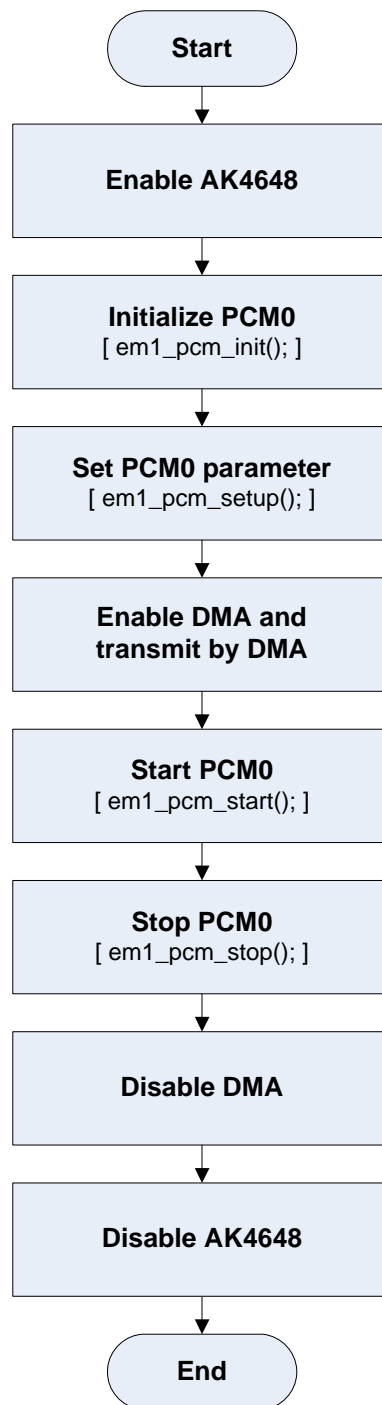 Start
Enable AK4648
Initialize PCM0
[ em1_pcm_init(); ]
Set PCM0 parameter
[ em1_pcm_setup(); ]
Enable DMA and
transmit by DMA
Start PCM0
[ em1_pcm_start(); ]
Stop PCM0
[ em1_pcm_stop(); ]
Disable DMA
Disable AK4648
End